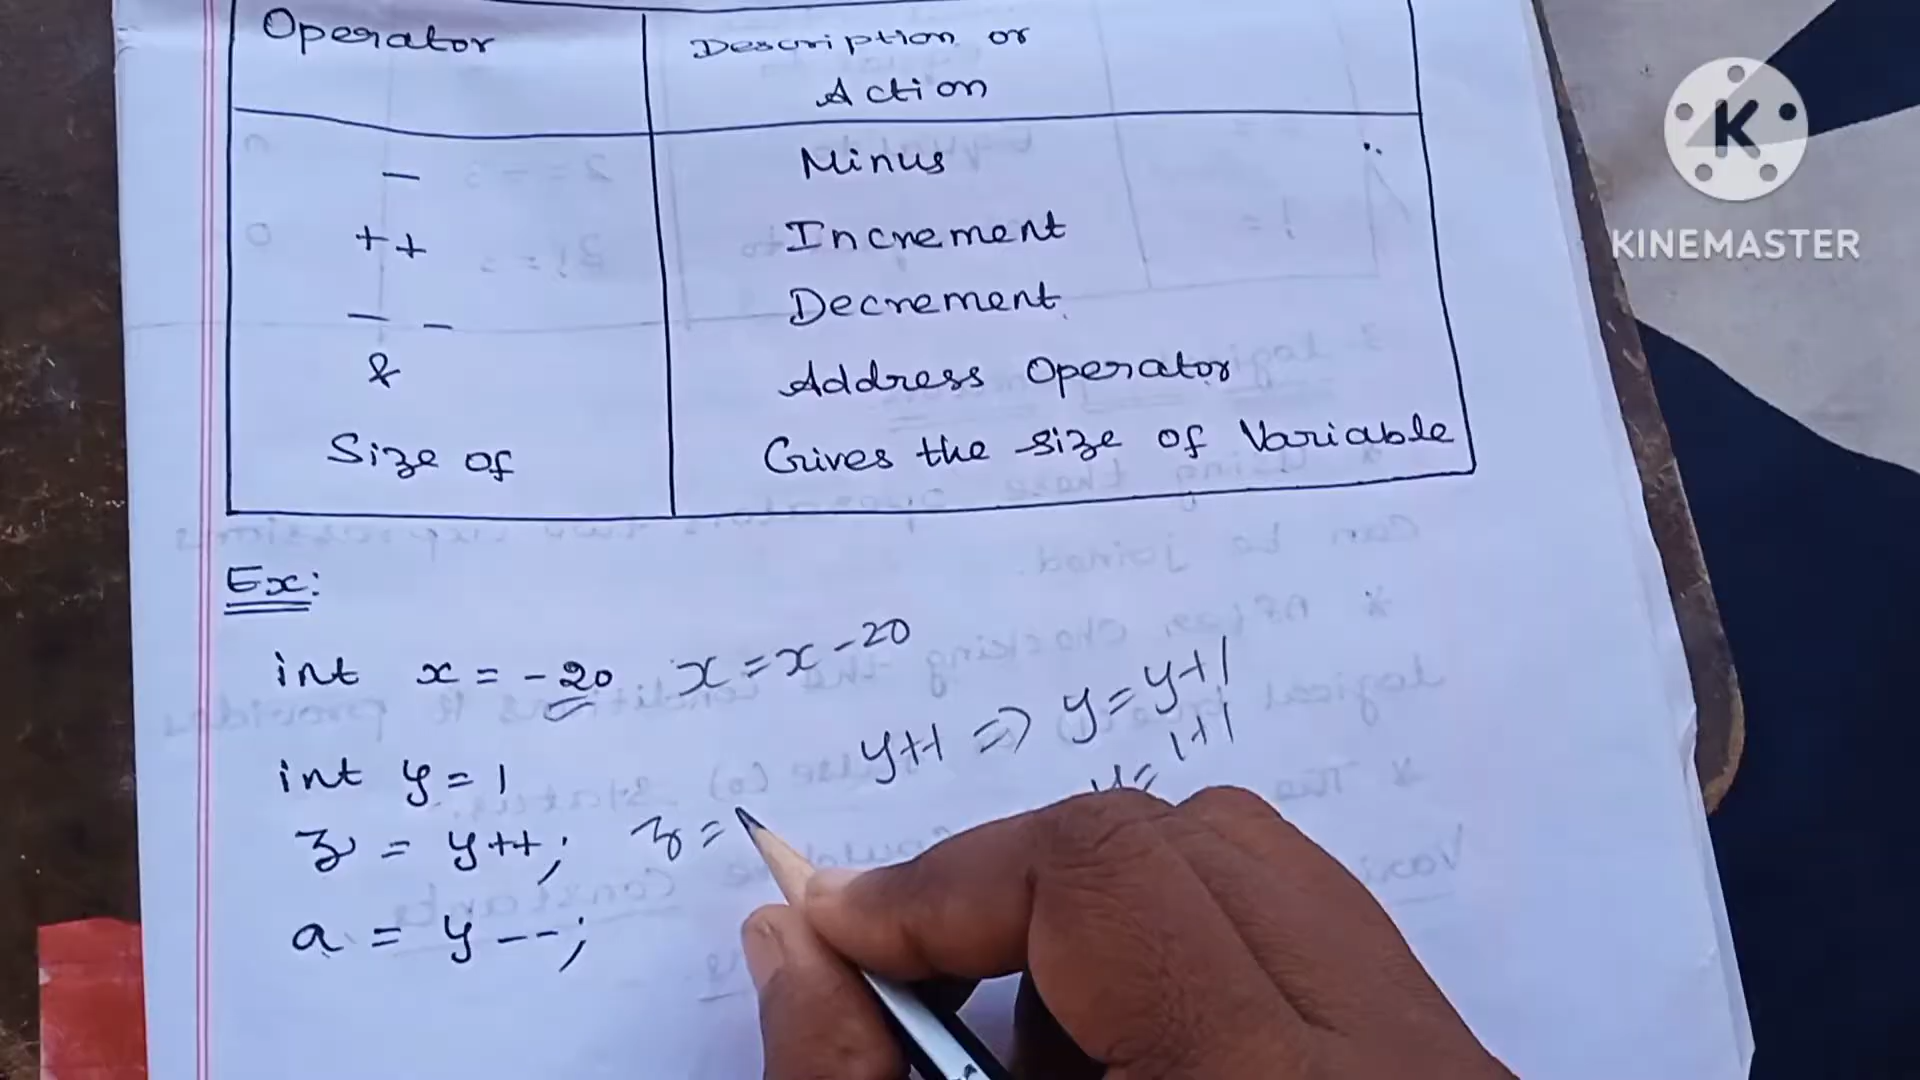 Operator Description or
Action
- Minus
++ Increment
-- Decrement
& Address Operator
Size of Gives the size of Variable
Ex:
int x = -20 x = x - 20
y++ => y = y+1
int y = 1 y = 1+1
z = y++; z =
a = y --;
K
KINEMASTER